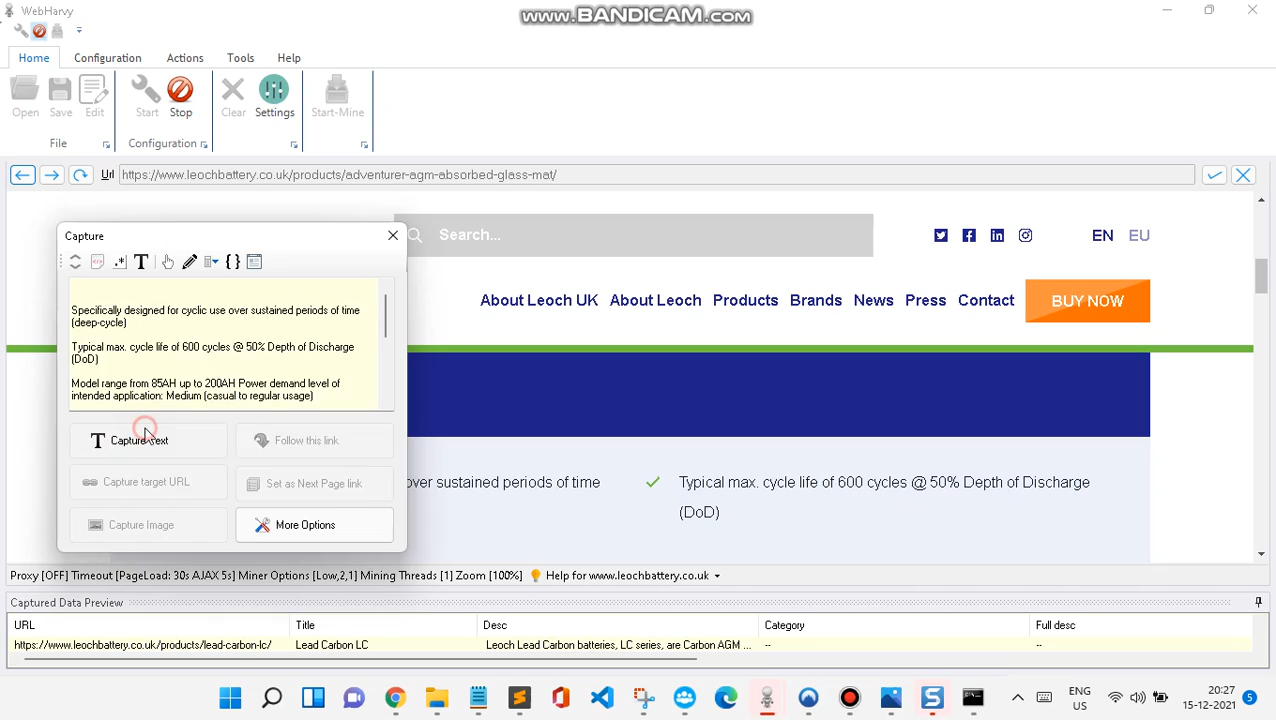 WebHarvy
www.BANDICAM.com
Home Configuration Actions Tools Help
Open Save Edit Start Stop Clear Settings Start-Mine
File Configuration
Url https://www.leochbattery.co.uk/products/adventurer-agm-absorbed-glass-mat/
Search...
EN EU
About Leoch UK About Leoch Products Brands News Press Contact BUY NOW
Capture
Specifically designed for cyclic use over sustained periods of time
(deep-cycle)
Typical max. cycle life of 600 cycles @ 50% Depth of Discharge
(DoD)
Model range from 85AH up to 200AH Power demand level of
intended application: Medium (casual to regular usage)
T Capture Text Follow this link
Capture target URL Set as Next Page link
Capture Image More Options
over sustained periods of time Typical max. cycle life of 600 cycles @ 50% Depth of Discharge
(DoD)
Proxy [OFF] Timeout [PageLoad: 30s AJAX 5s] Miner Options [Low,2,1] Mining Threads [1] Zoom [100%] Help for www.leochbattery.co.uk
Captured Data Preview
URL Title Desc Category Full desc
https://www.leochbattery.co.uk/products/lead-carbon-lc/ Lead Carbon LC Leoch Lead Carbon batteries, LC series, are Carbon AGM ... -- --
ENG
US
20:27
15-12-2021
5